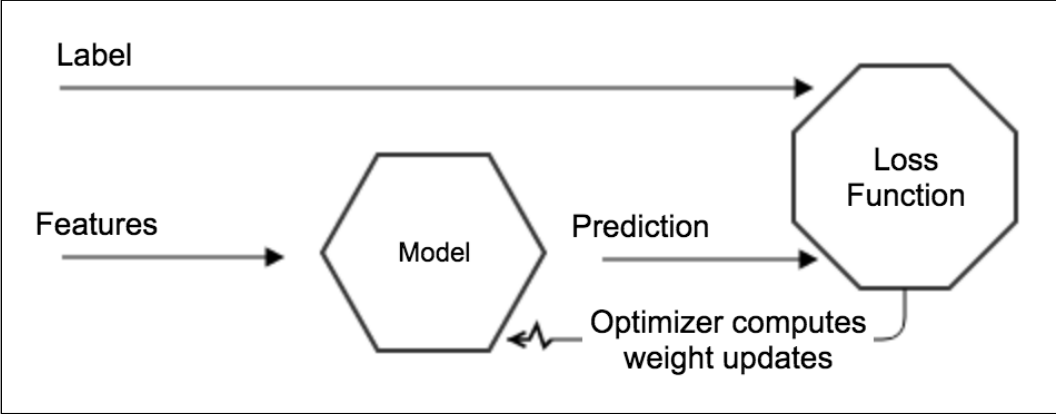 Label
Loss
Function
Features
Model
Prediction
Optimizer computes
weight updates